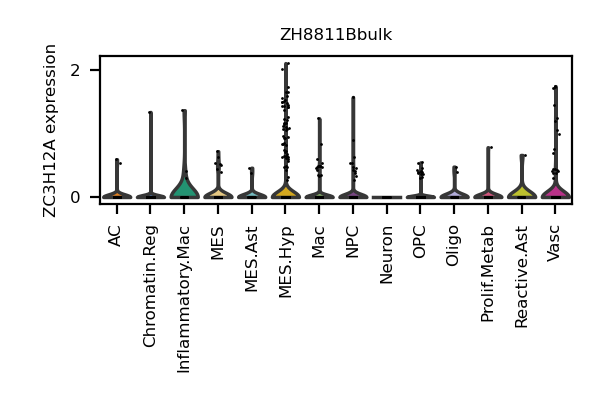 ZH8811Bbulk
ZC3H12A expression
2
0
AC
Chromatin.Reg
Inflammatory.Mac
MES
MES.Ast
MES.Hyp
Mac
NPC
Neuron
OPC
Oligo
Prolif.Metab
Reactive.Ast
Vasc